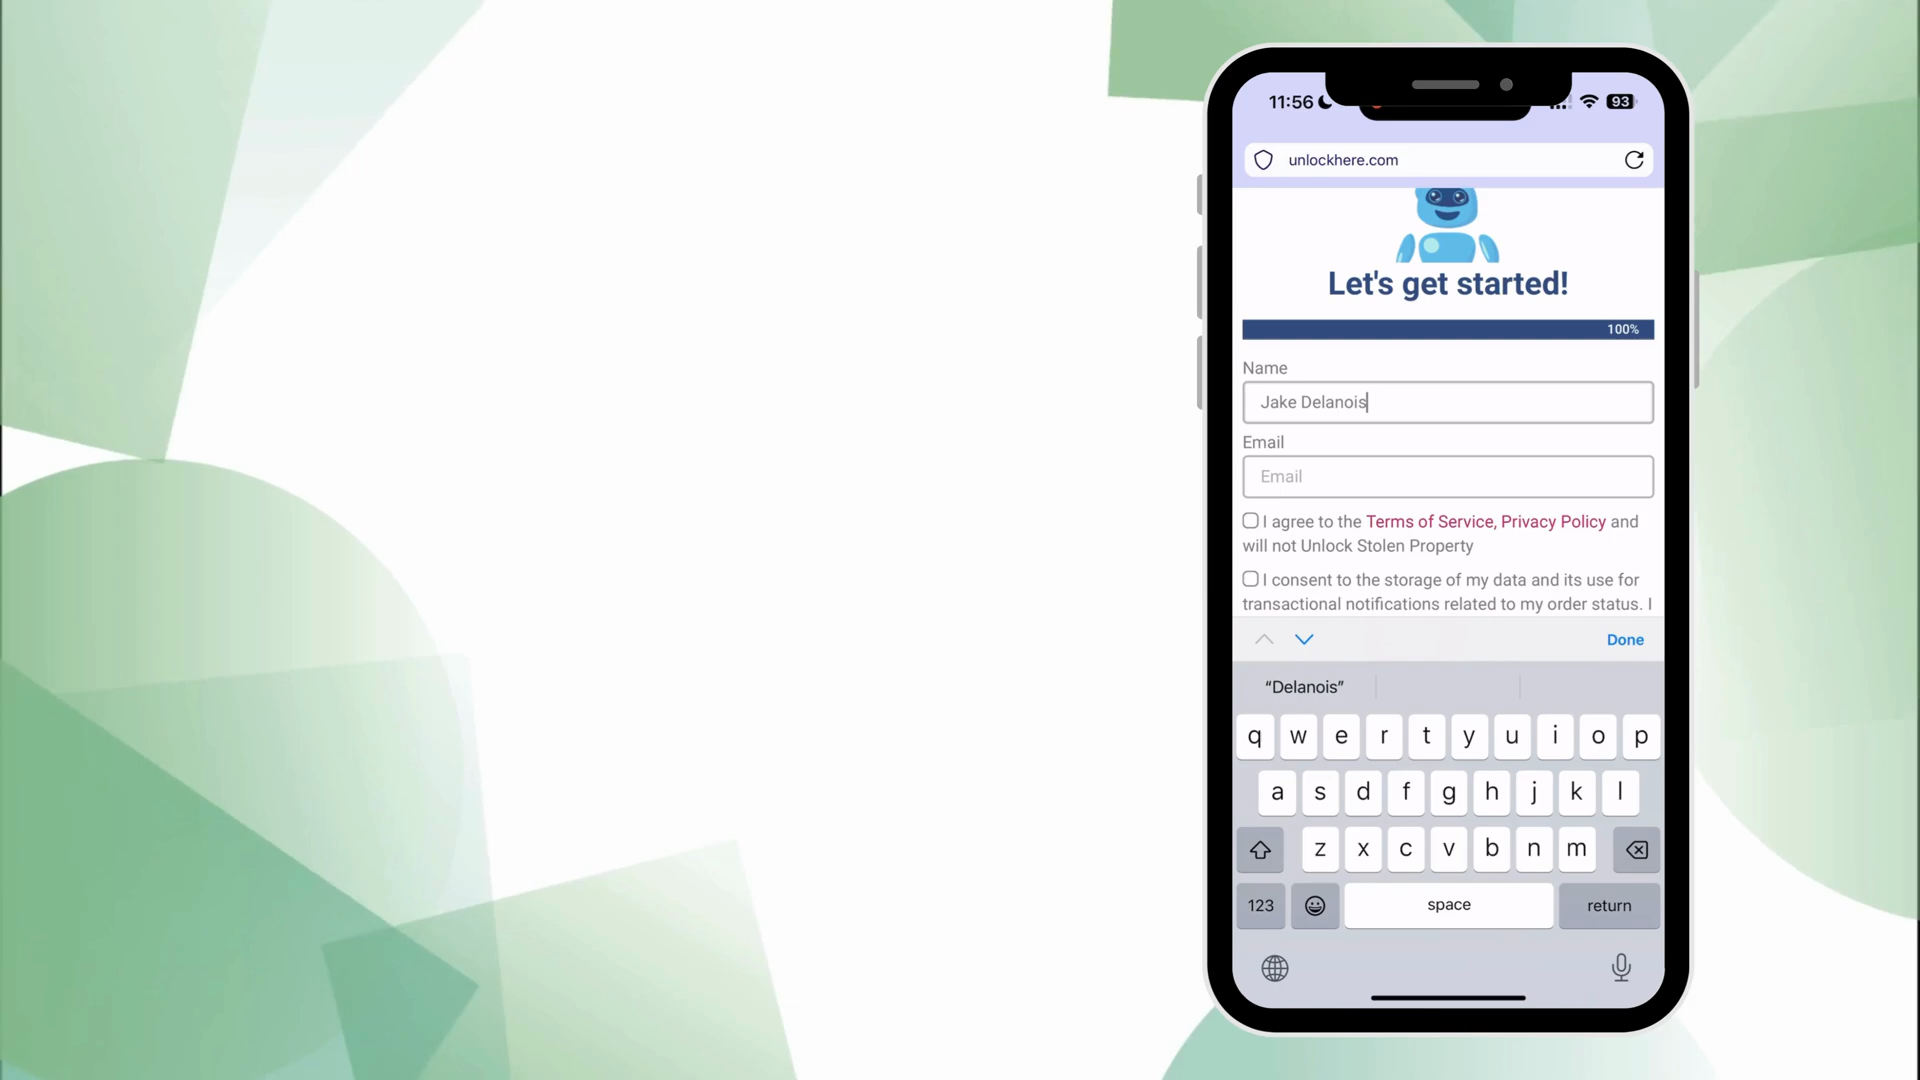 11:56
93
unlockhere.com
Let's get started!
100%
Name
Jake Delanois
Email
Email
I agree to the Terms of Service, Privacy Policy and
will not Unlock Stolen Property
I consent to the storage of my data and its use for
transactional notifications related to my order status. I
Done
“Delanois”
q w e r t y u i o p
a s d f g h j k l
z x c v b n m
123 space return